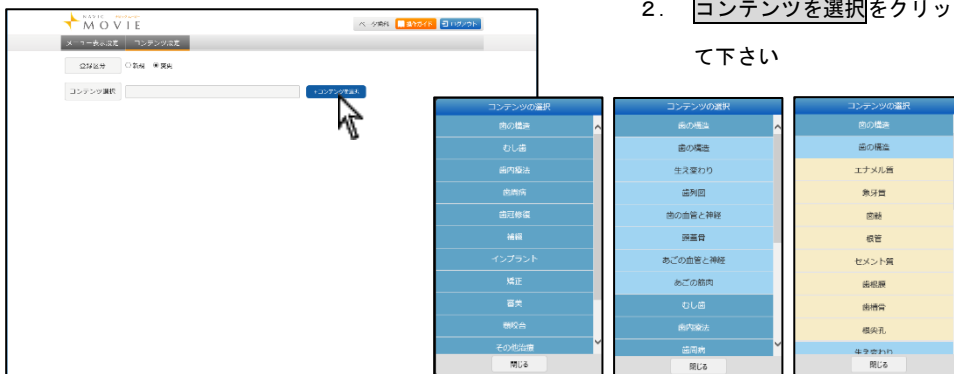 2. コンテンツを選択をクリッ
て下さい
NAVIC
MOVIE
ページ資料 操作ガイド ログアウト
メニュー表示設定 コンテンツ設定
登録区分 新規 変更
コンテンツ選択 +コンテンツを選択
コンテンツの選択
歯の構造
むし歯
歯内療法
歯周病
歯冠修復
補綴
インプラント
矯正
審美
顎咬合
その他治療
閉じる
コンテンツの選択
歯の構造
歯の構造
生え変わり
歯列図
歯の血管と神経
頭蓋骨
あごの血管と神経
あごの筋肉
むし歯
歯内療法
歯周病
閉じる
コンテンツの選択
歯の構造
歯の構造
エナメル質
象牙質
歯髄
根管
セメント質
歯根膜
歯槽骨
根尖孔
生え変わり
閉じる